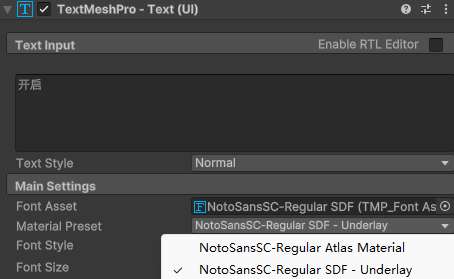 TextMeshPro - Text (UI)
Text Input
Enable RTL Editor
开启
Text Style
Normal
Main Settings
Font Asset
NotoSansSC-Regular SDF (TMP_Font As
Material Preset
NotoSansSC-Regular SDF - Underlay
Font Style
NotoSansSC-Regular Atlas Material
Font Size
NotoSansSC-Regular SDF - Underlay